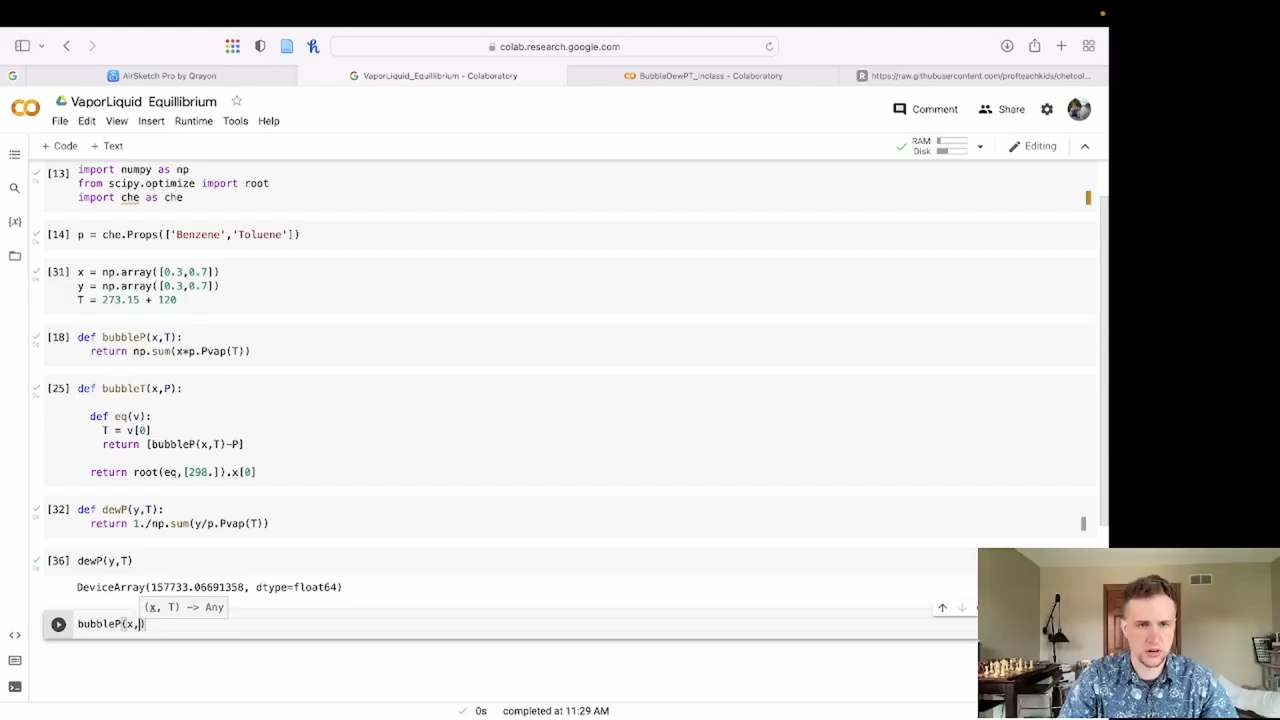 colab.research.google.com
G
AirSketch Pro by Qrayon
VaporLiquid_Equillibrium - Colaboratory
BubbleDewPT_inclass - Colaboratory
R
https://raw.githubusercontent.com/profteachkids/chetool...
VaporLiquid Equillibrium
Comment
Share
File Edit View Insert Runtime Tools Help
+ Code + Text
RAM
Disk
Editing
[13] import numpy as np
from scipy.optimize import root
import che as che
[14] p = che.Props(['Benzene','Toluene'])
[31] x = np.array([0.3,0.7])
y = np.array([0.3,0.7])
T = 273.15 + 120
[18] def bubbleP(x,T):
return np.sum(x*p.Pvap(T))
[25] def bubbleT(x,P):
def eq(v):
T = v[0]
return [bubbleP(x,T)-P]
return root(eq,[298.]).x[0]
[32] def dewP(y,T):
return 1./np.sum(y/p.Pvap(T))
[36] dewP(y,T)
DeviceArray(157733.06691358, dtype=float64)
(x, T) -> Any
bubbleP(x,)
0s completed at 11:29 AM